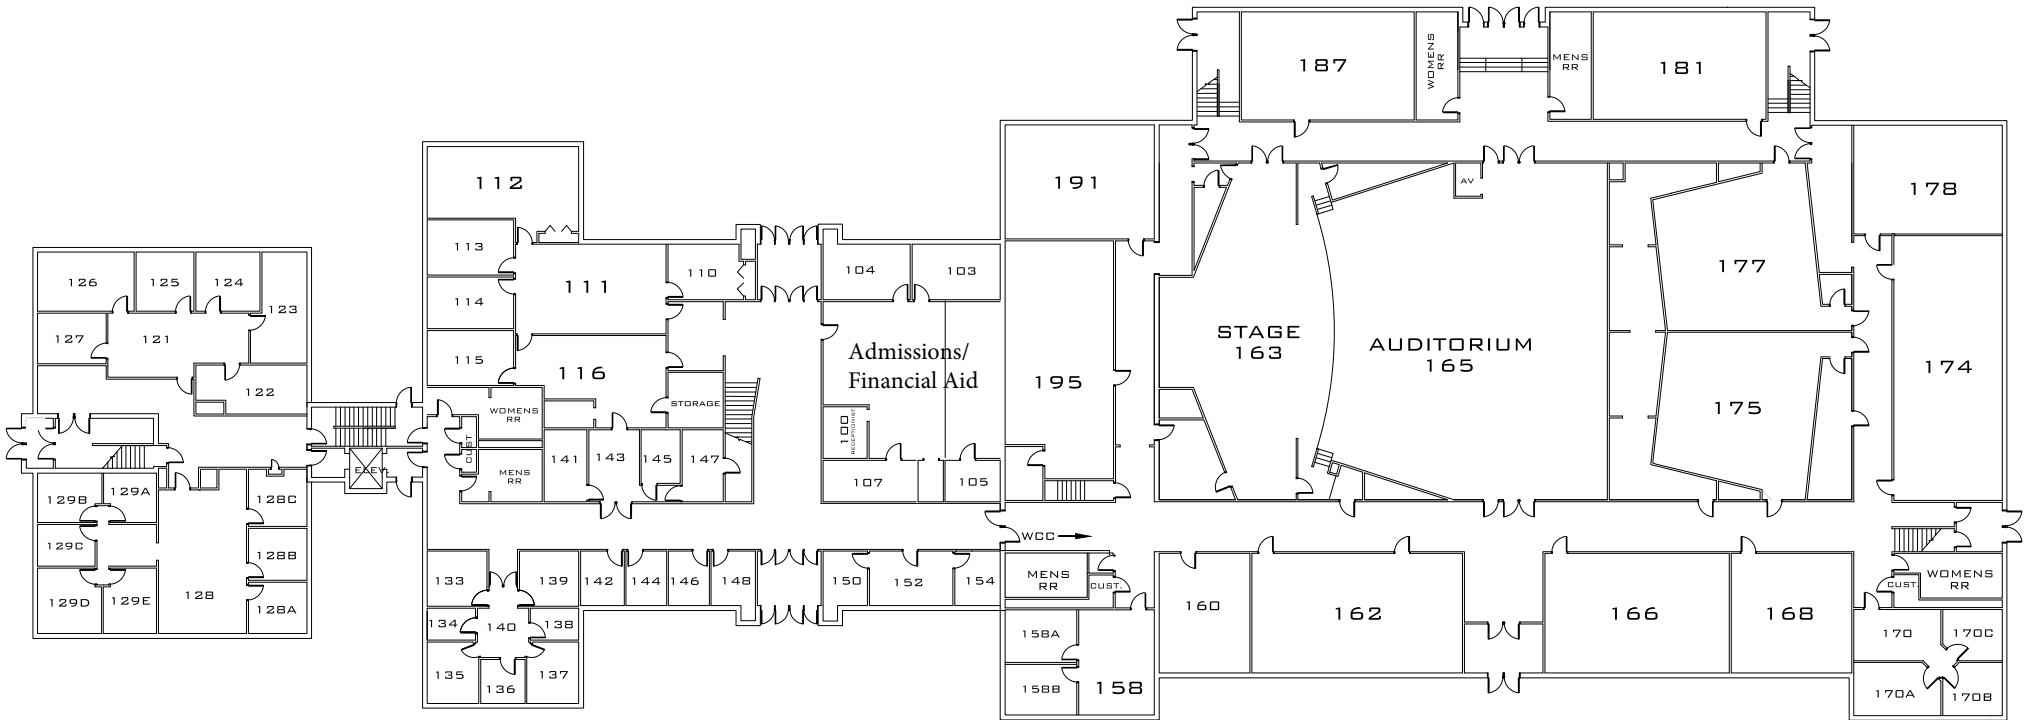 187
WOMENS
RR
MENS
RR
181
112
191
AV
178
113
126
125
124
123
111
110
104
103
177
114
127
121
STAGE
163
AUDITORIUM
165
115
116
Admissions/
Financial Aid
195
174
122
STORAGE
WOMENS
RR
100
RECEPTIONIST
175
CUST
141
143
145
147
ELEV.
MENS
RR
107
105
129B
129A
128C
WCC
129C
128B
133
139
142
144
146
148
150
152
154
MENS
RR
CUST.
CUST.
WOMENS
RR
129D
129E
128
128A
134
140
138
160
162
166
168
158A
170
170C
135
136
137
158B
158
170A
170B